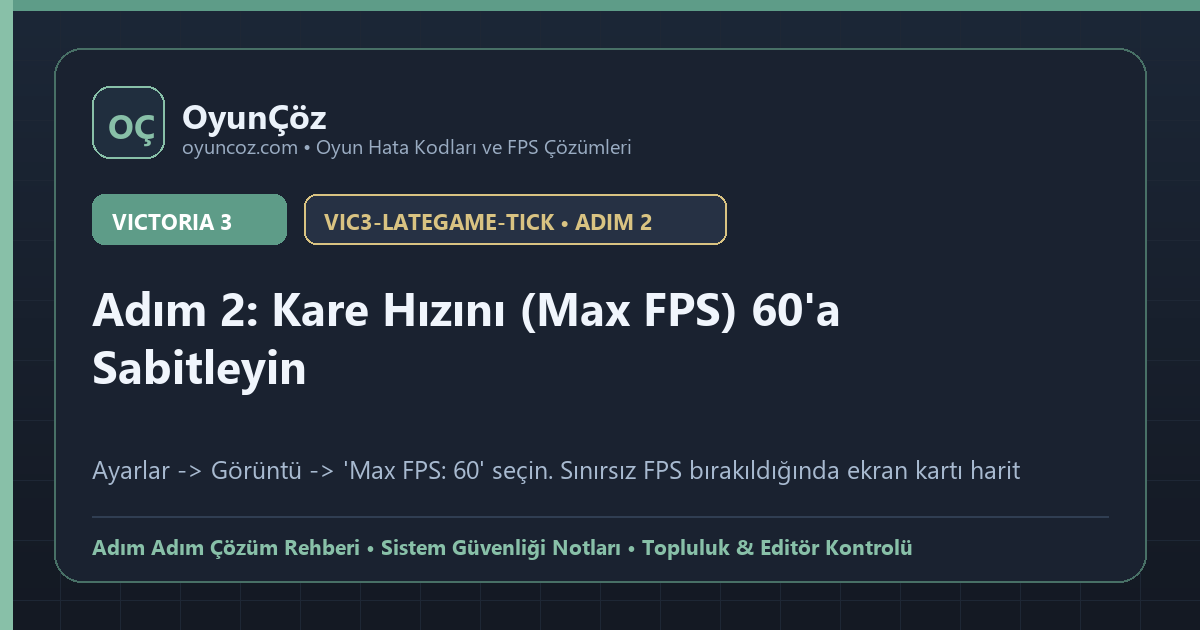 OÇ
OyunÇöz
oyuncoz.com • Oyun Hata Kodları ve FPS Çözümleri
VICTORIA 3
VIC3-LATEGAME-TICK • ADIM 2
Adım 2: Kare Hızını (Max FPS) 60'a
Sabitleyin
Ayarlar -> Görüntü -> 'Max FPS: 60' seçin. Sınırsız FPS bırakıldığında ekran kartı harit
Adım Adım Çözüm Rehberi • Sistem Güvenliği Notları • Topluluk & Editör Kontrolü